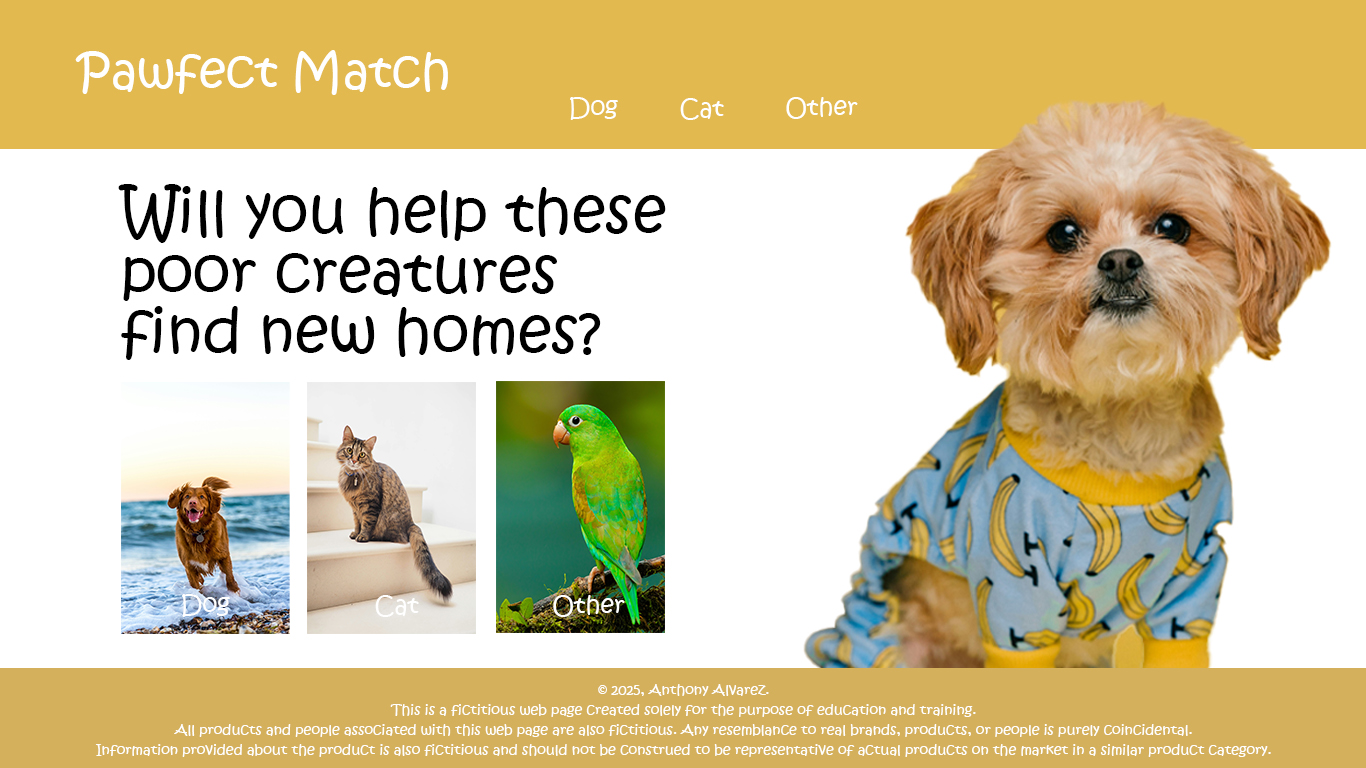 Pawfect Match
Dog Cat Other
Will you help these
poor creatures
find new homes?
Dog Cat Other
© 2025, Anthony Alvarez.
This is a fictitious web page created solely for the purpose of education and training.
All products and people associated with this web page are also fictitious. Any resemblance to real brands, products, or people is purely coincidental.
Information provided about the product is also fictitious and should not be construed to be representative of actual products on the market in a similar product category.